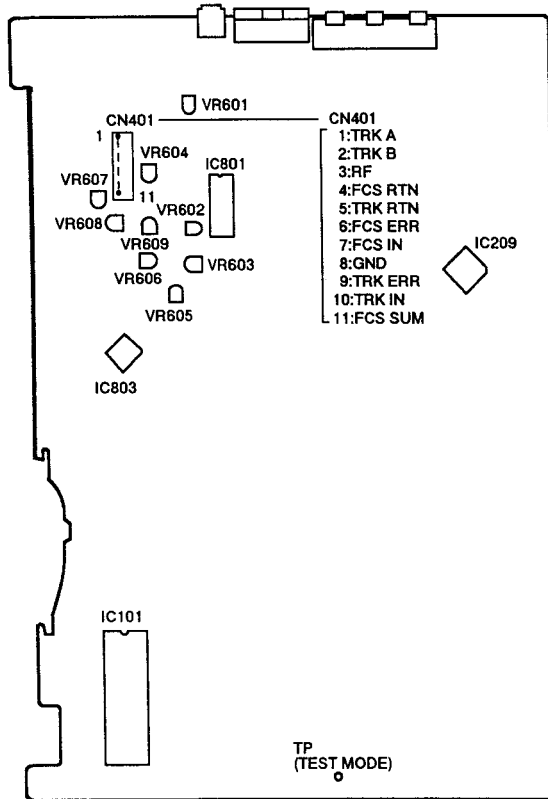 VR601
CN401
CN401
1
VR604
IC801
1:TRK A
2:TRK B
3:RF
4:FCS RTN
5:TRK RTN
6:FCS ERR
7:FCS IN
8:GND
9:TRK ERR
10:TRK IN
11:FCS SUM
VR607
11
VR602
VR608
VR609
IC209
VR606
VR603
VR605
IC803
IC101
TP
(TEST MODE)